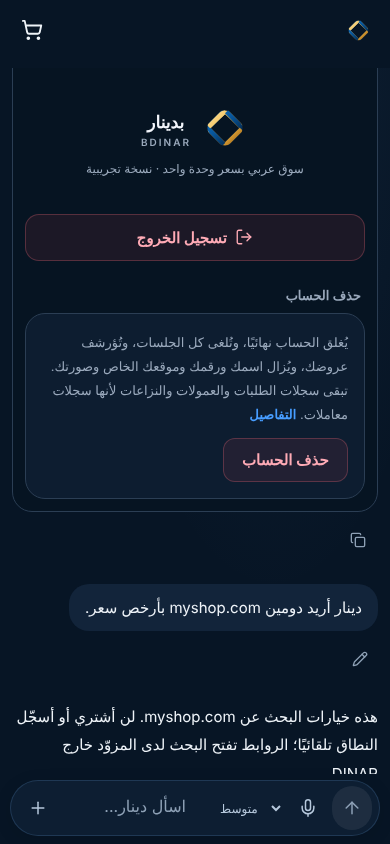 بدينار
BDINAR
سوق عربي بسعر وحدة واحد · نسخة تجريبية
تسجيل الخروج
حذف الحساب
يُغلق الحساب نهائيًا، وتُلغى كل الجلسات، وتُؤرشف
عروضك، ويُزال اسمك ورقمك وموقعك الخاص وصورتك.
تبقى سجلات الطلبات والعمولات والنزاعات لأنها سجلات
معاملات. التفاصيل
حذف الحساب
دينار أريد دومين myshop.com بأرخص سعر.
هذه خيارات البحث عن myshop.com. لن أشتري أو أسجّل
النطاق تلقائيًا؛ الروابط تفتح البحث لدى المزوّد خارج
DINAR
اسأل دينار...
متوسط